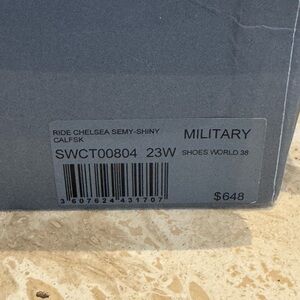 RIDE CHELSEA SEMY-SHINY MILITARY
CALFSK
SWCT00804 23W SHOES WORLD 38
3 607624 431707
$648